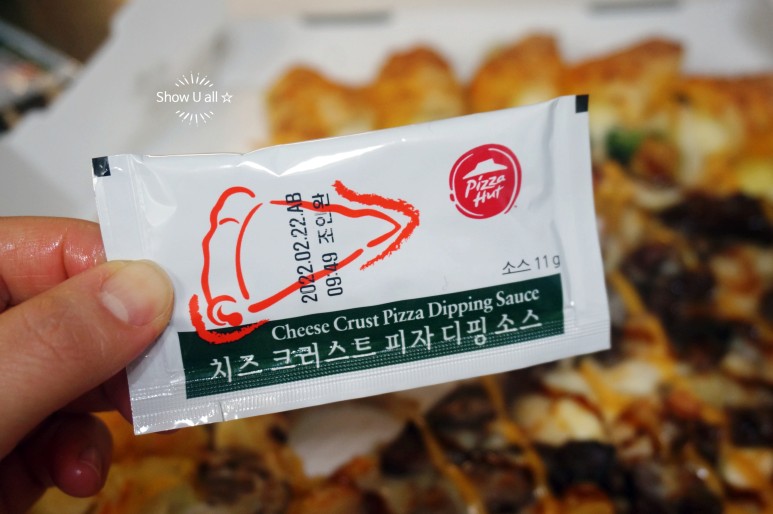 Show U all ☆
Pizza
Hut
2022.02.22.AB
09:49 조인완
소스 11g
Cheese Crust Pizza Dipping Sauce
치즈 크러스트 피자 디핑 소스